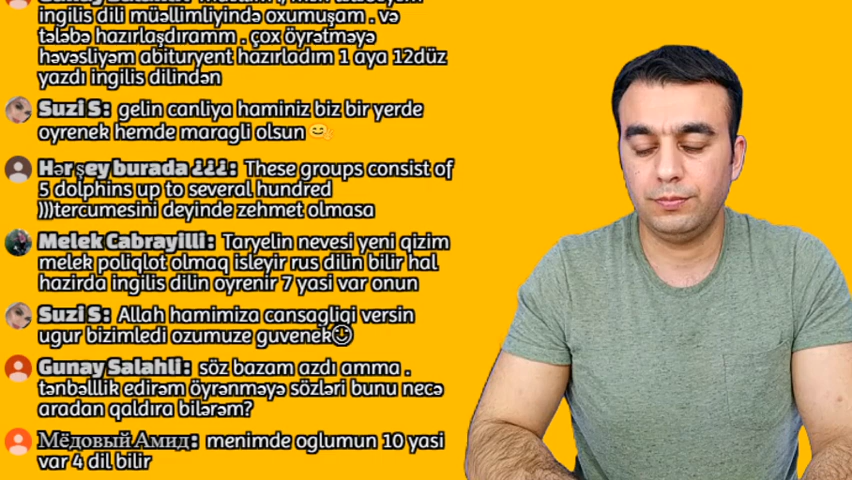 ingilis dili müəllimliyində oxumuşam . və
tələbə hazırlaşdıramm . çox öyrətməyə
həvəsliyəm abituryent hazırladım 1 aya 12düz
yazdı ingilis dilindən
Suzi S: gelin canliya haminiz biz bir yerde
oyrenek hemde maragli olsun 🤗
Hər şey burada ¿¿¿: These groups consist of
5 dolphins up to several hundred
)))tercumesini deyinde zehmet olmasa
Melek Cabrayilli: Taryelin nevesi yeni qizim
melek poliqlot olmaq isleyir rus dilin bilir hal
hazirda ingilis dilin oyrenir 7 yasi var onun
Suzi S: Allah hamimiza cansagligi versin
ugur bizimledi ozumuze guvenek😃
Gunay Salahli: söz bazam azdı amma .
tənbəlllik edirəm öyrənməyə sözləri bunu necə
aradan qaldıra bilərəm?
Мёдовый Амид: menimde oglumun 10 yasi
var 4 dil bilir